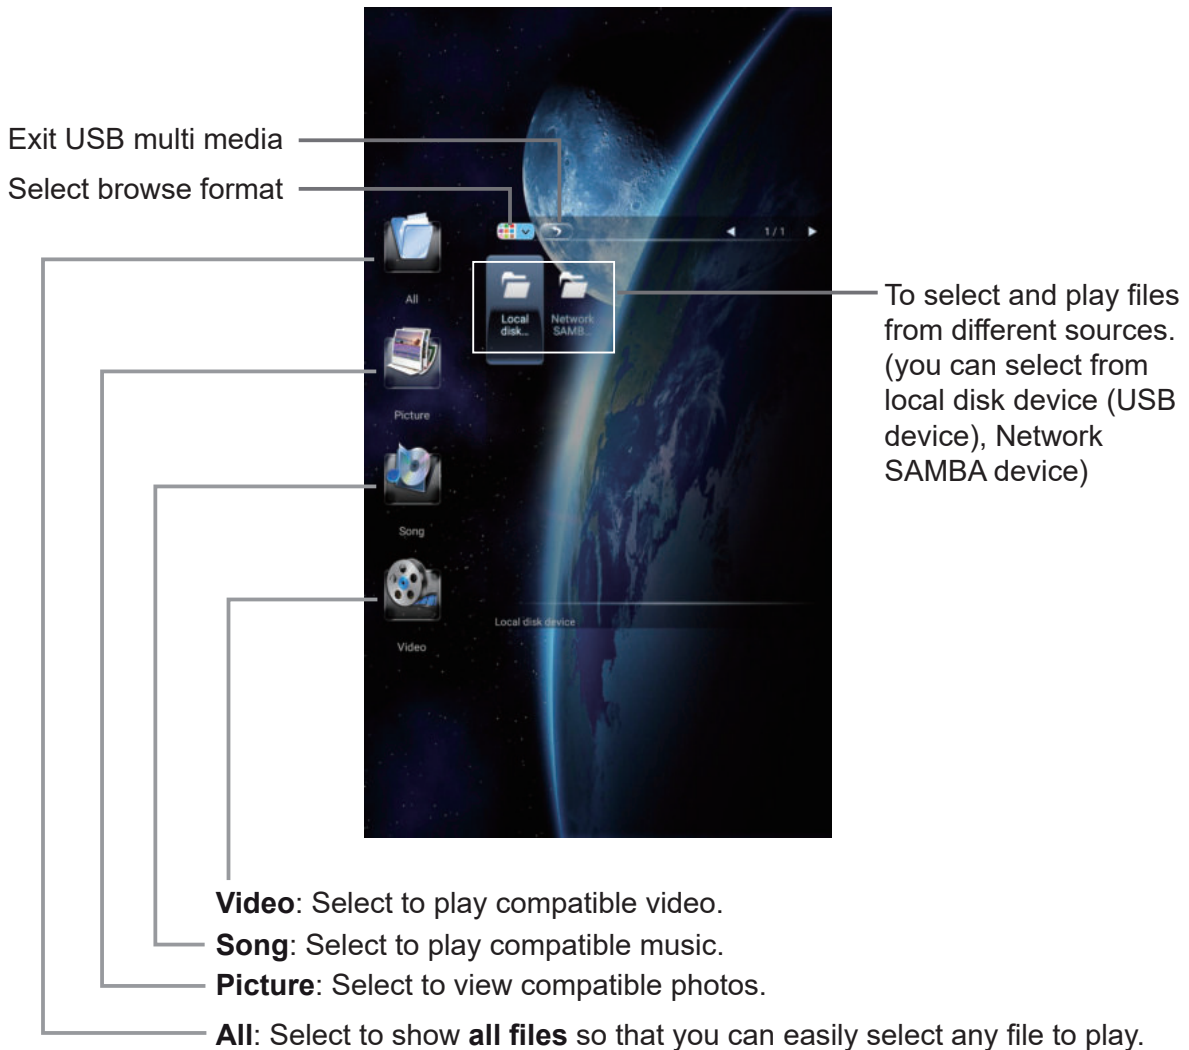 Exit USB multi media
Select browse format
1 / 1
All
Local
disk...
Network
SAMB...
To select and play files
from different sources.
(you can select from
local disk device (USB
device), Network
SAMBA device)
Picture
Song
Local disk device
Video
Video: Select to play compatible video.
Song: Select to play compatible music.
Picture: Select to view compatible photos.
All: Select to show all files so that you can easily select any file to play.